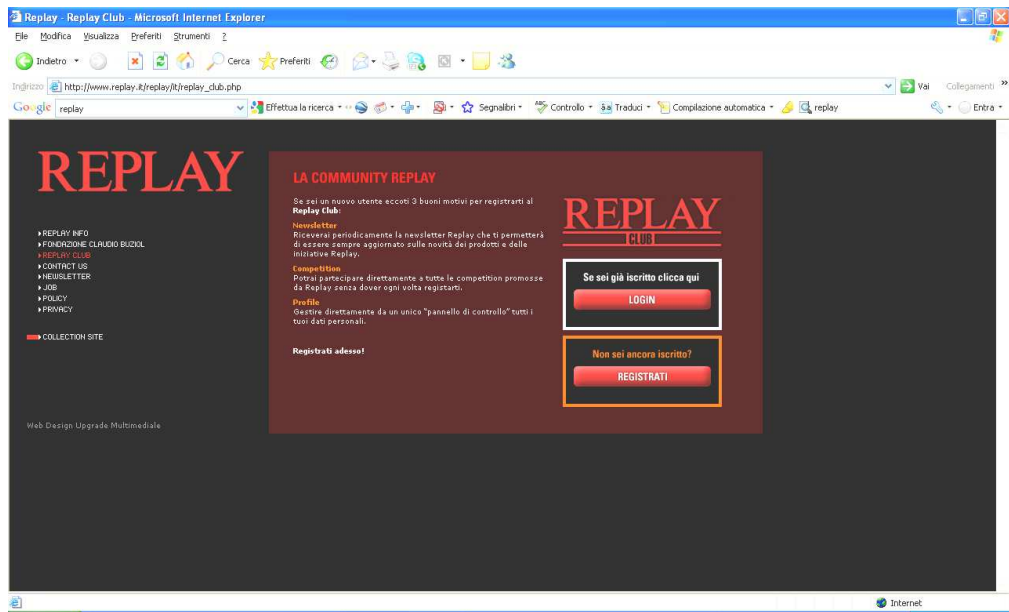 Replay - Replay Club - Microsoft Internet Explorer
File Modifica Visualizza Preferiti Strumenti ?
Indietro Cerca Preferiti
Indirizzo http://www.replay.it/replay/it/replay_club.php Vai Collegamenti »
Google replay Effettua la ricerca Segnalibri ABC Controllo Traduci Compilazione automatica replay Entra
REPLAY
REPLAY INFO
FONDAZIONE CLAUDIO BUZIOL
REPLAY CLUB
CONTACT US
NEWSLETTER
JOB
POLICY
PRIVACY
COLLECTION SITE
Web Design Upgrade Multimediale
LA COMMUNITY REPLAY
Se sei un nuovo utente eccoti 3 buoni motivi per registrarti al
Replay Club:
Newsletter
Riceverai periodicamente la newsletter Replay che ti permetterà
di essere sempre aggiornato sulle novità dei prodotti e delle
iniziative Replay.
Competition
Potrai partecipare direttamente a tutte le competition promosse
da Replay senza dover ogni volta registarti.
Profile
Gestire direttamente da un unico "pannello di controllo" tutti i
tuoi dati personali.
Registrati adesso!
REPLAY
CLUB
Se sei già iscritto clicca qui
LOGIN
Non sei ancora iscritto?
REGISTRATI
Internet